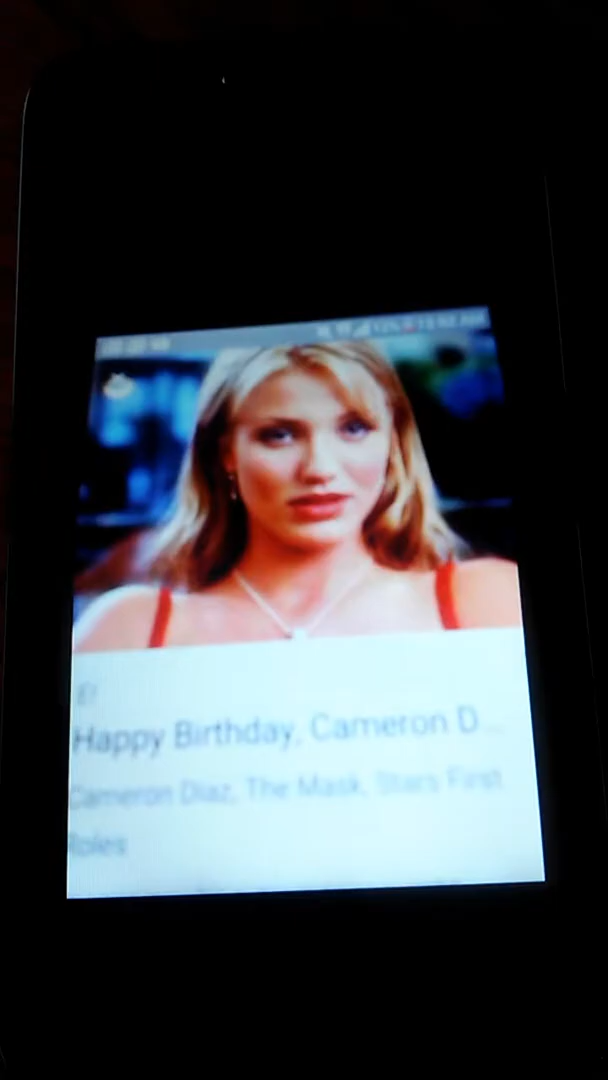 E!
Happy Birthday, Cameron D...
Cameron Diaz, The Mask, Stars First
Roles